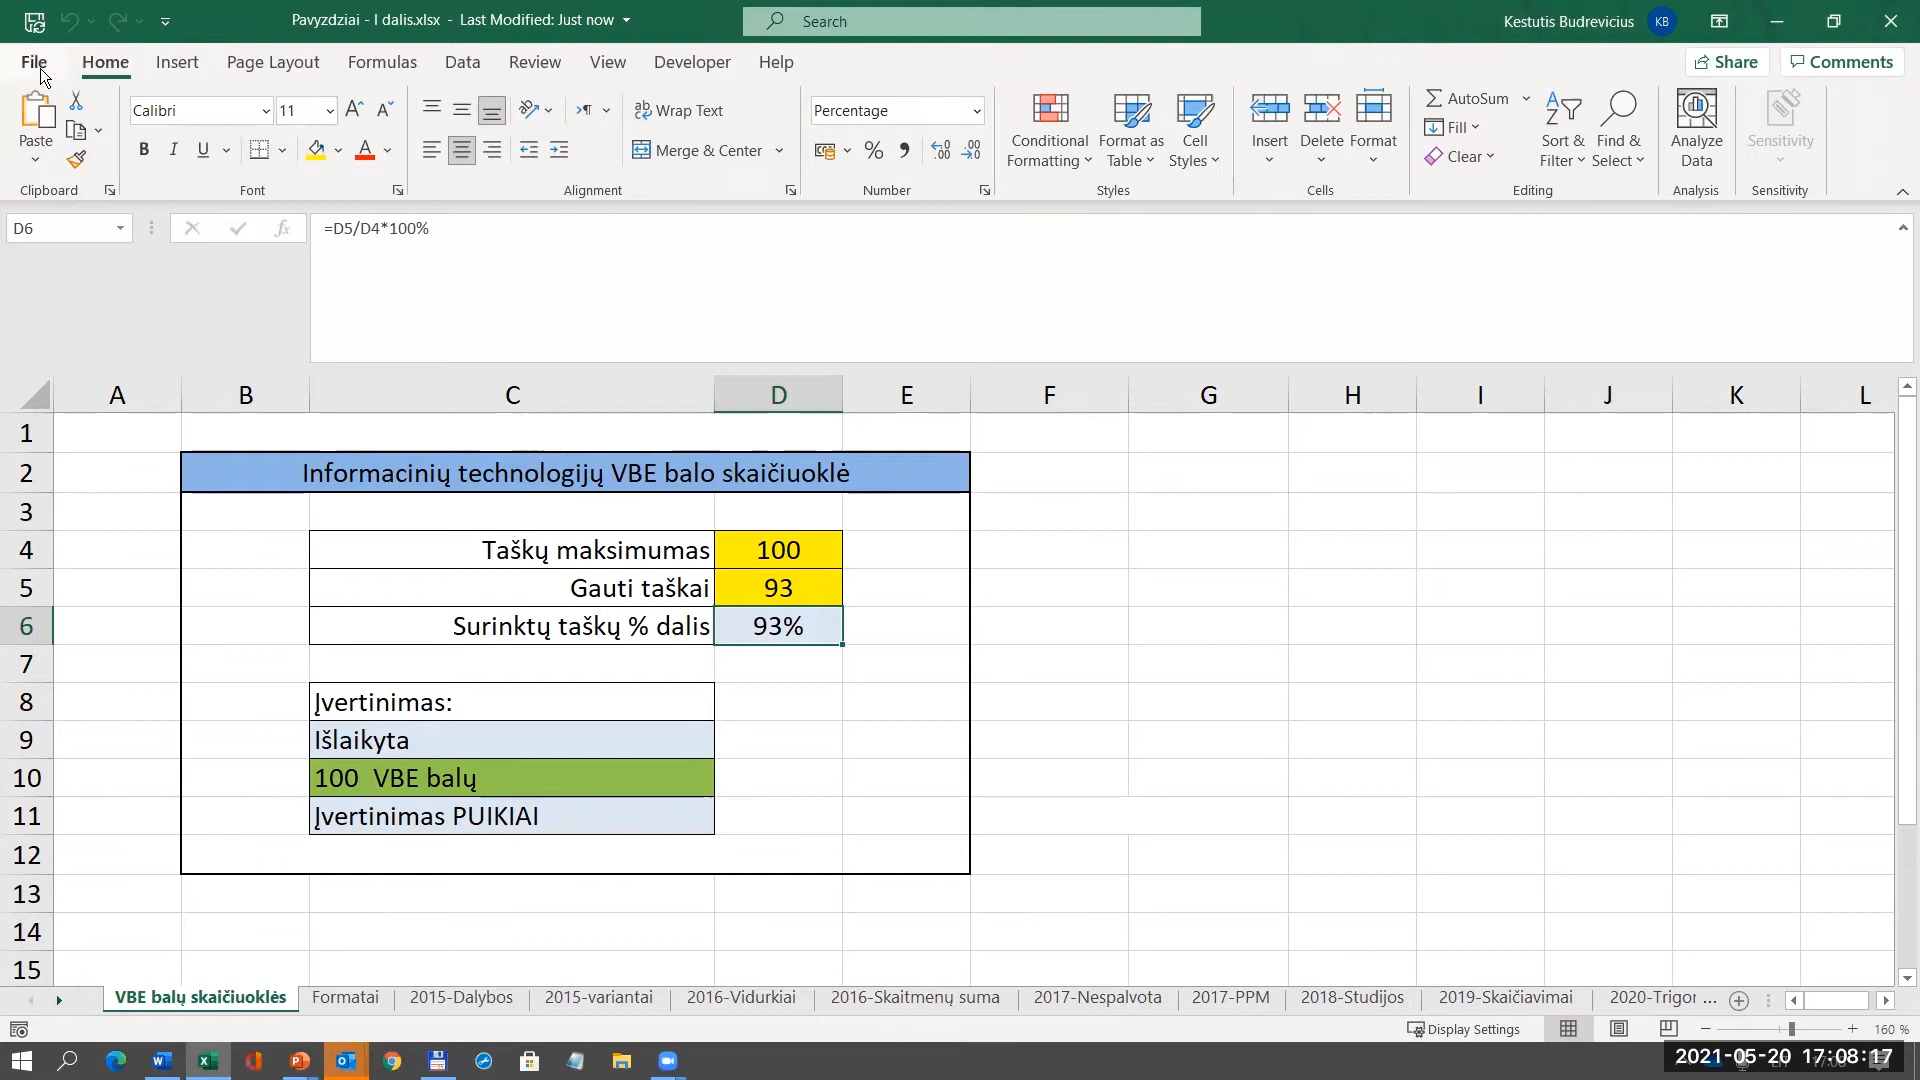 Pavyzdziai - I dalis.xlsx - Last Modified: Just now
Search
Kestutis Budrevicius
KB
File Home Insert Page Layout Formulas Data Review View Developer Help
Share
Comments
Paste
Clipboard
Calibri 11
B I U
Font
Wrap Text
Merge & Center
Alignment
Percentage
Number
Conditional Formatting
Format as Table
Cell Styles
Styles
Insert
Delete
Format
Cells
AutoSum
Fill
Clear
Sort & Filter
Find & Select
Editing
Analyze Data
Analysis
Sensitivity
Sensitivity
D6
fx
=D5/D4*100%
A B C D E F G H I J K L
1
2 Informacinių technologijų VBE balo skaičiuoklė
3
4 Taškų maksimumas 100
5 Gauti taškai 93
6 Surinktų taškų % dalis 93%
7
8 Įvertinimas:
9 Išlaikyta
10 100 VBE balų
11 Įvertinimas PUIKIAI
12
13
14
15
VBE balų skaičiuoklės Formatai 2015-Dalybos 2015-variantai 2016-Vidurkiai 2016-Skaitmenų suma 2017-Nespalvota 2017-PPM 2018-Studijos 2019-Skaičiavimai 2020-Trigor ...
Display Settings
160 %
2021-05-20 17:08:17